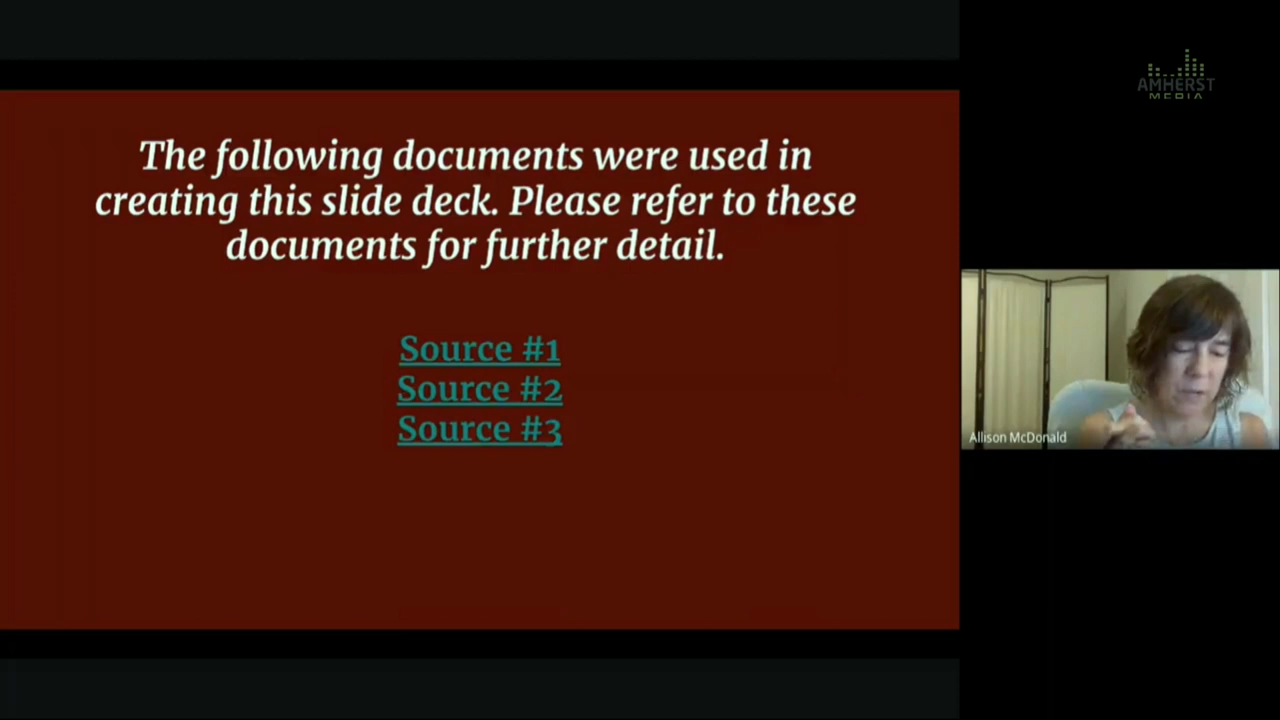 AMHERST
MEDIA
The following documents were used in
creating this slide deck. Please refer to these
documents for further detail.
Source #1
Source #2
Source #3
Allison McDonald